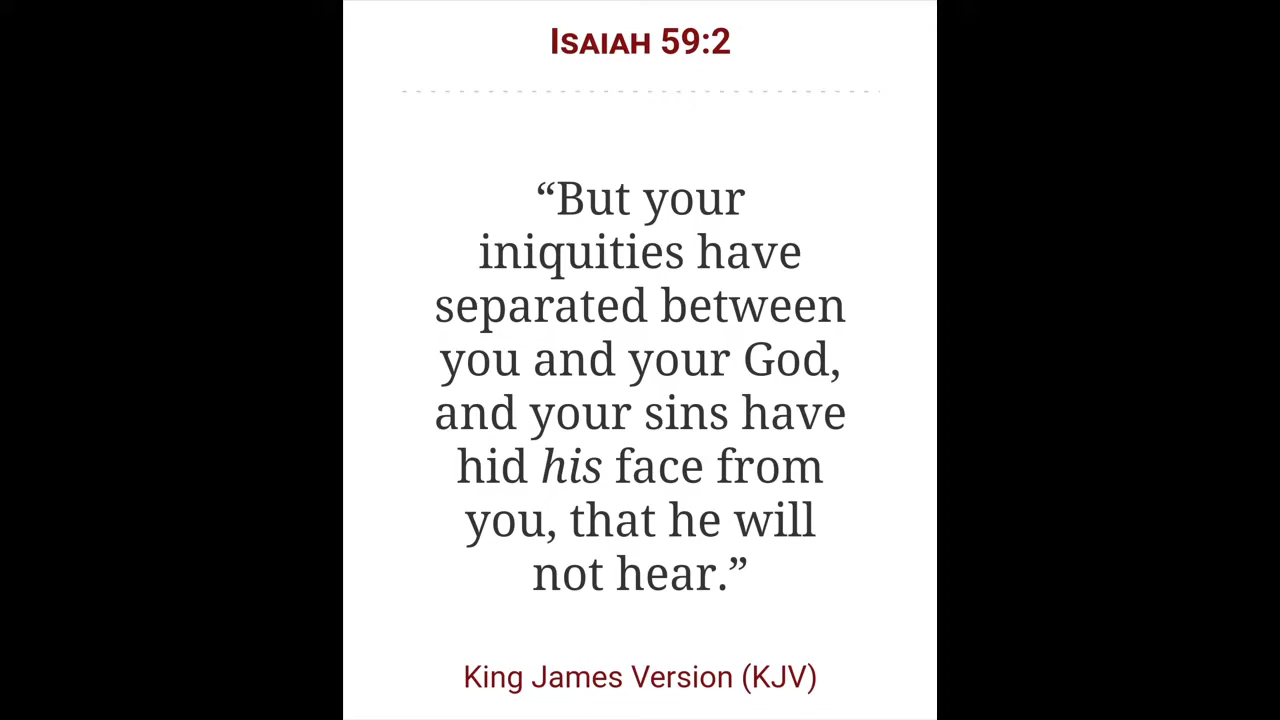 Isaiah 59:2
“But your
iniquities have
separated between
you and your God,
and your sins have
hid his face from
you, that he will
not hear.”
King James Version (KJV)